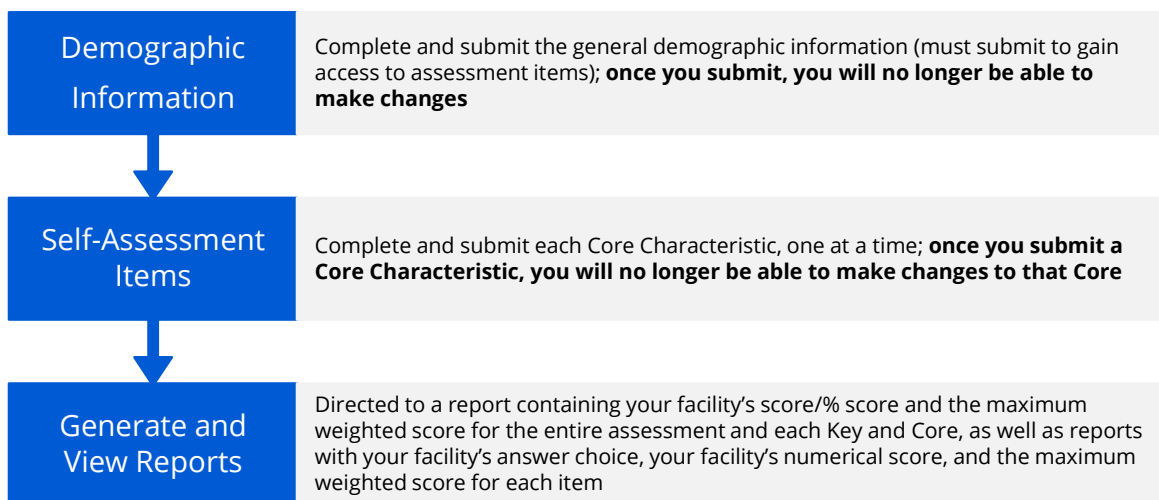 Demographic
Information
Complete and submit the general demographic information (must submit to gain
access to assessment items); once you submit, you will no longer be able to
make changes
Self-Assessment
Items
Complete and submit each Core Characteristic, one at a time; once you submit a
Core Characteristic, you will no longer be able to make changes to that Core
Generate and
View Reports
Directed to a report containing your facility’s score/% score and the maximum
weighted score for the entire assessment and each Key and Core, as well as reports
with your facility’s answer choice, your facility’s numerical score, and the maximum
weighted score for each item